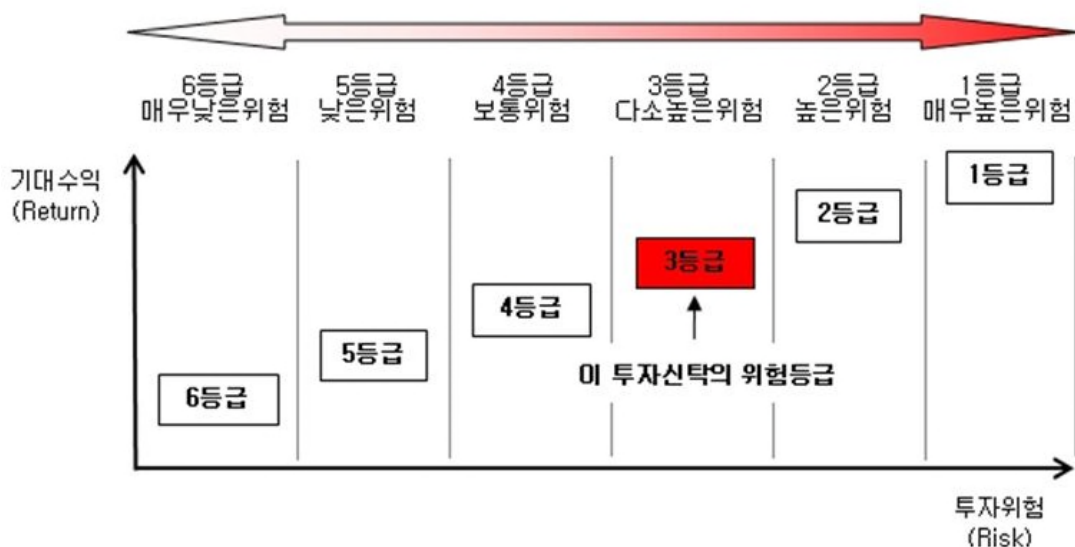 6등급 5등급 4등급 3등급 2등급 1등급
매우낮은위험 낮은위험 보통위험 다소높은위험 높은위험 매우높은위험
기대수익
(Return)
1등급
2등급
3등급
4등급
5등급
이 투자신탁의 위험등급
6등급
투자위험
(Risk)